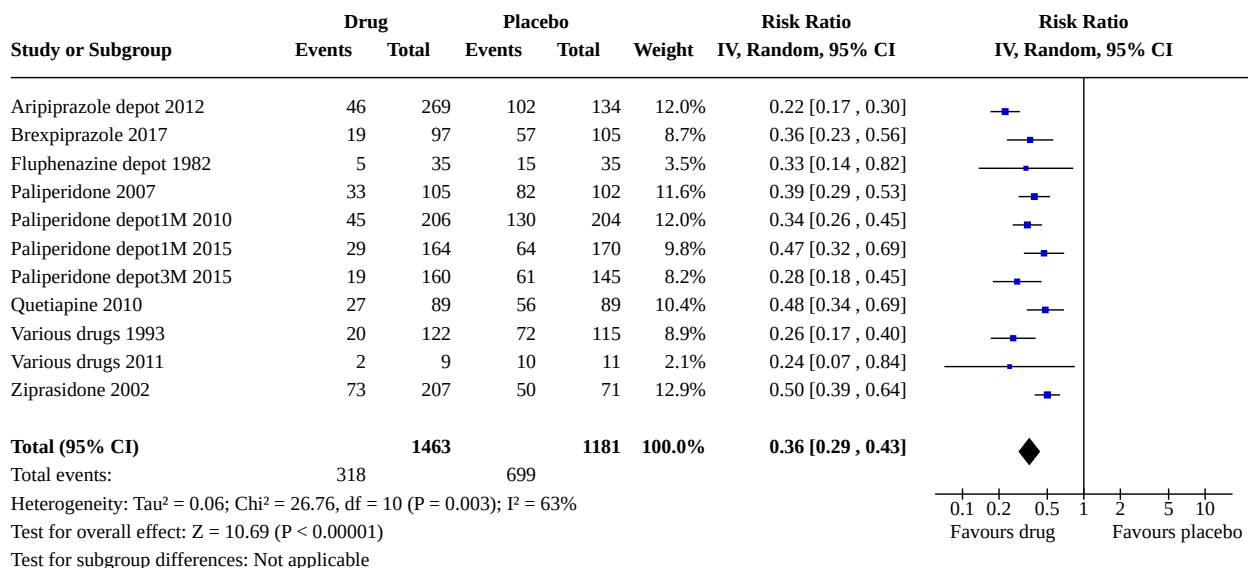 Drug Placebo Risk Ratio Risk Ratio
Study or Subgroup Events Total Events Total Weight IV, Random, 95% CI IV, Random, 95% CI
Aripiprazole depot 2012 46 269 102 134 12.0% 0.22 [0.17 , 0.30]
Brexpiprazole 2017 19 97 57 105 8.7% 0.36 [0.23 , 0.56]
Fluphenazine depot 1982 5 35 15 35 3.5% 0.33 [0.14 , 0.82]
Paliperidone 2007 33 105 82 102 11.6% 0.39 [0.29 , 0.53]
Paliperidone depot1M 2010 45 206 130 204 12.0% 0.34 [0.26 , 0.45]
Paliperidone depot1M 2015 29 164 64 170 9.8% 0.47 [0.32 , 0.69]
Paliperidone depot3M 2015 19 160 61 145 8.2% 0.28 [0.18 , 0.45]
Quetiapine 2010 27 89 56 89 10.4% 0.48 [0.34 , 0.69]
Various drugs 1993 20 122 72 115 8.9% 0.26 [0.17 , 0.40]
Various drugs 2011 2 9 10 11 2.1% 0.24 [0.07 , 0.84]
Ziprasidone 2002 73 207 50 71 12.9% 0.50 [0.39 , 0.64]
Total (95% CI) 1463 1181 100.0% 0.36 [0.29 , 0.43]
Total events: 318 699
Heterogeneity: Tau² = 0.06; Chi² = 26.76, df = 10 (P = 0.003); I² = 63%
0.1 0.2 0.5 1 2 5 10
Test for overall effect: Z = 10.69 (P < 0.00001)
Favours drug Favours placebo
Test for subgroup differences: Not applicable